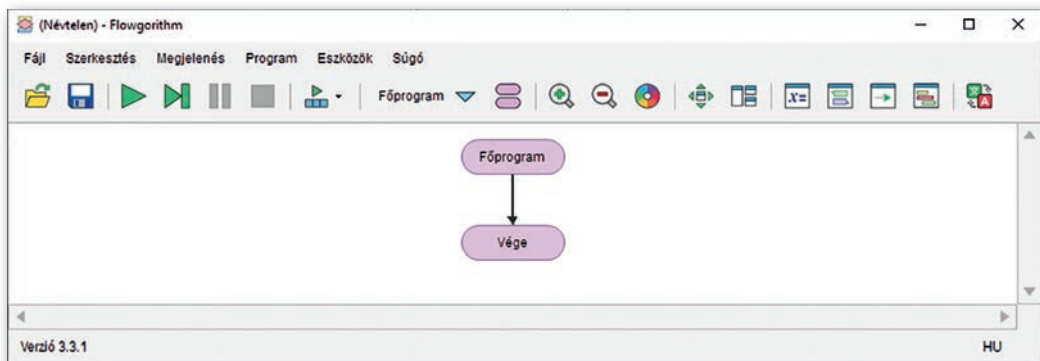 (Névtelen) - Flowgorithm
Fájl Szerkesztés Megjelenés Program Eszközök Súgó
Főprogram x= A
Főprogram
Vége
Verzió 3.3.1 HU